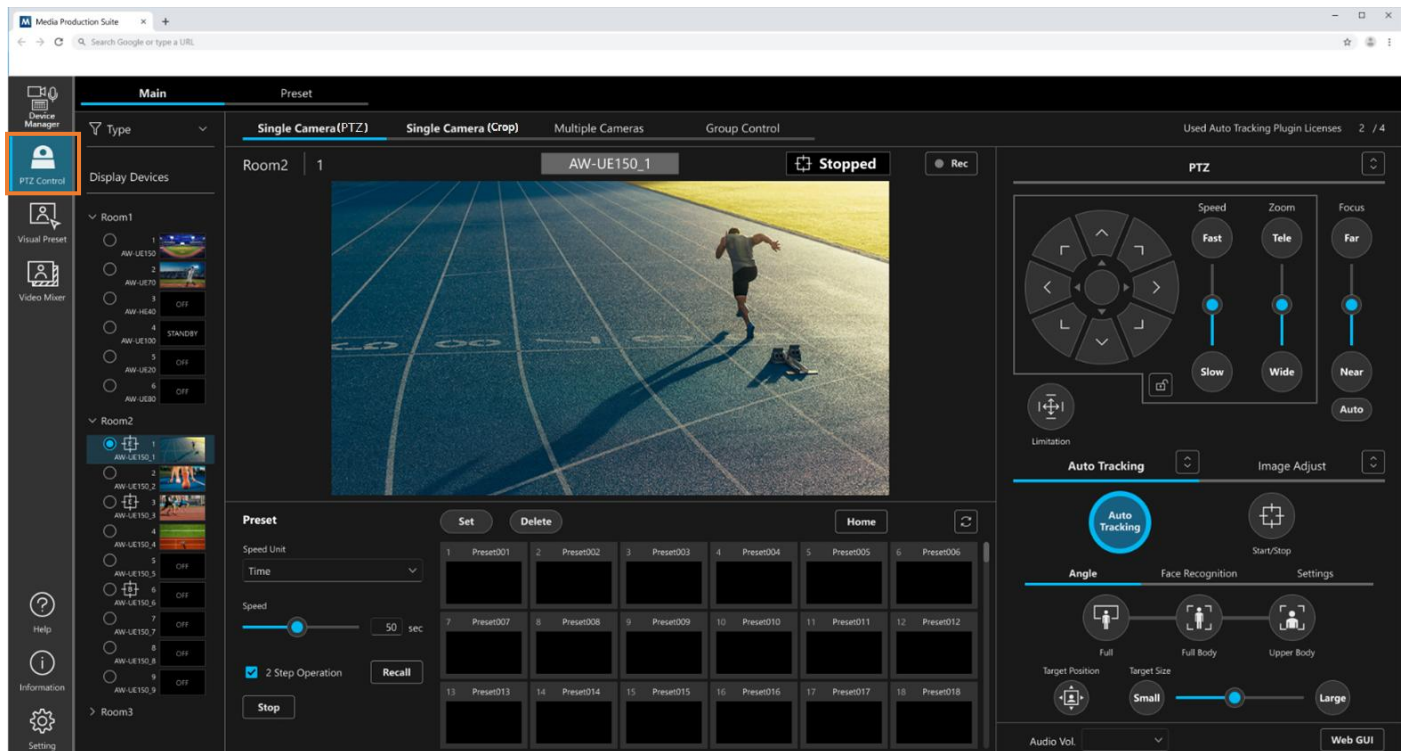 Media Production Suite
Search Google or type a URL
Device Manager
PTZ Control
Visual Preset
Video Mixer
Help
Information
Setting
Main Preset
Type
Display Devices
Room1
1
AW-UE150
2
AW-UE70
3
AW-HE40 OFF
4
AW-UE100 STANDBY
5
AW-UE20 OFF
6
AW-UE80 OFF
Room2
E 1
AW-UE150_1
2
AW-UE150_2
E 3
AW-UE150_3
4
AW-UE150_4
5
AW-UE150_5 OFF
B 6
AW-UE150_6 OFF
7
AW-UE150_7 OFF
8
AW-UE150_8 OFF
9
AW-UE150_9 OFF
Room3
Single Camera(PTZ) Single Camera (Crop) Multiple Cameras Group Control
Used Auto Tracking Plugin Licenses 2 / 4
Room2 1 AW-UE150_1 Stopped Rec
Preset Set Delete Home
Speed Unit
Time
Speed
50 sec
2 Step Operation Recall
Stop
1 Preset001 2 Preset002 3 Preset003 4 Preset004 5 Preset005 6 Preset006
7 Preset007 8 Preset008 9 Preset009 10 Preset010 11 Preset011 12 Preset012
13 Preset013 14 Preset014 15 Preset015 16 Preset016 17 Preset017 18 Preset018
PTZ
Speed Zoom Focus
Fast Tele Far
Slow Wide Near
Auto
Limitation
Auto Tracking Image Adjust
Auto Tracking
Start/Stop
Angle Face Recognition Settings
Full Full Body Upper Body
Target Position Target Size
Small Large
Audio Vol. Web GUI